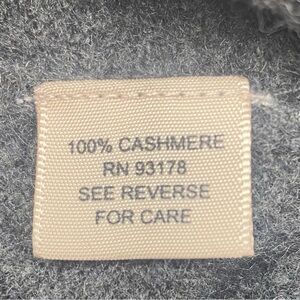 100% CASHMERE
RN 93178
SEE REVERSE
FOR CARE